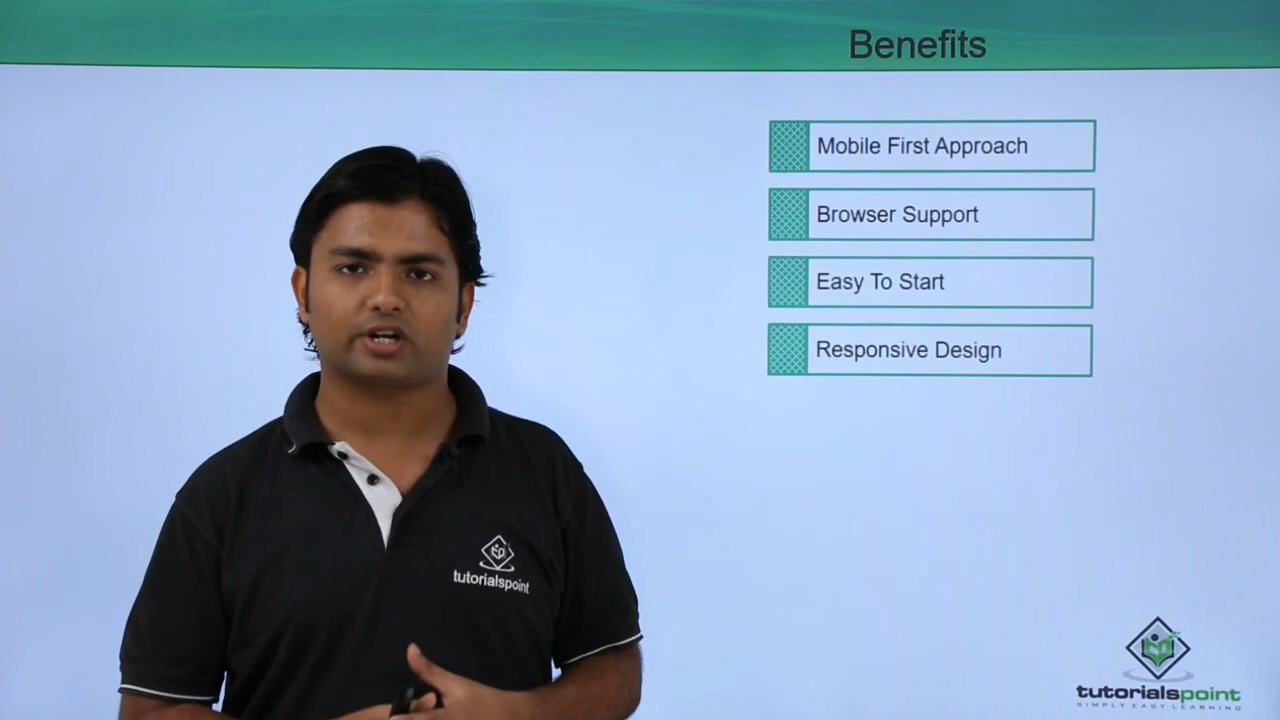 Benefits
Mobile First Approach
Browser Support
Easy To Start
Responsive Design
tutorialspoint
tutorialspoint
SIMPLY EASY LEARNING